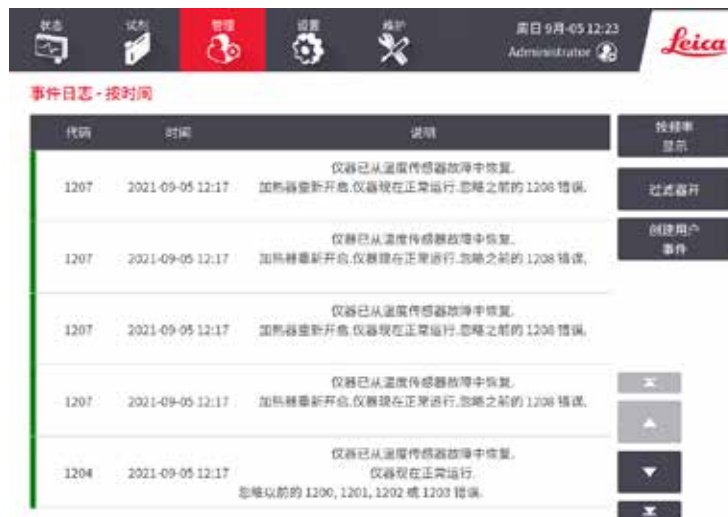 状态
试剂
管理
设置
维护
周日 9月-05 12:23
Administrator
Leica
事件日志 - 按时间
代码 时间 说明
按频率
显示
过滤器开
创建用户
事件
仪器已从温度传感器故障中恢复.
1207 2021-09-05 12:17 加热器重新开启.仪器现在正常运行.忽略之前的 1208 错误.
仪器已从温度传感器故障中恢复.
1207 2021-09-05 12:17 加热器重新开启.仪器现在正常运行.忽略之前的 1208 错误.
仪器已从温度传感器故障中恢复.
1207 2021-09-05 12:17 加热器重新开启.仪器现在正常运行.忽略之前的 1208 错误.
仪器已从温度传感器故障中恢复.
1207 2021-09-05 12:17 加热器重新开启.仪器现在正常运行.忽略之前的 1208 错误.
仪器已从温度传感器故障中恢复.
1204 2021-09-05 12:17 仪器现在正常运行.
忽略以前的 1200, 1201, 1202 或 1203 错误.